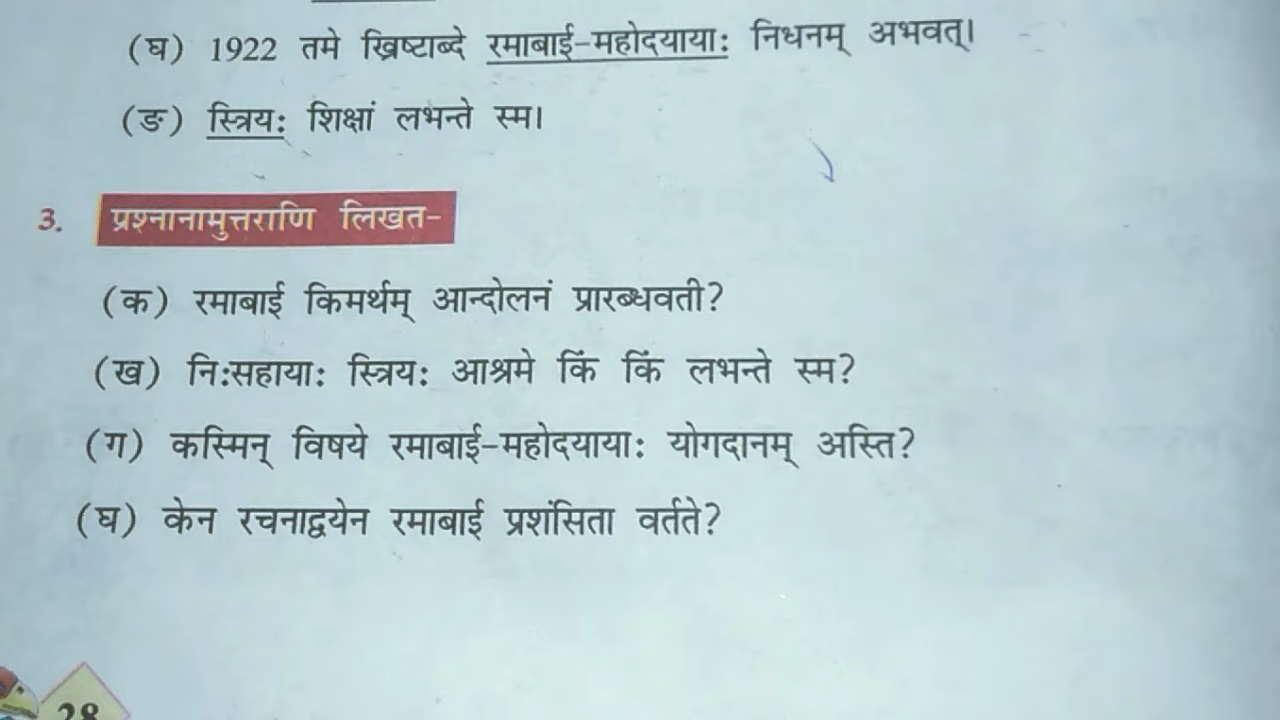 (घ) 1922 तमे ख्रिष्टाब्दे रमाबाई-महोदयायाः निधनम् अभवत्।
(ङ) स्त्रियः शिक्षां लभन्ते स्म।
3. प्रश्नानामुत्तराणि लिखत-
(क) रमाबाई किमर्थम् आन्दोलनं प्रारब्धवती?
(ख) निःसहायाः स्त्रियः आश्रमे किं किं लभन्ते स्म?
(ग) कस्मिन् विषये रमाबाई-महोदयायाः योगदानम् अस्ति?
(घ) केन रचनाद्वयेन रमाबाई प्रशंसिता वर्तते?
28